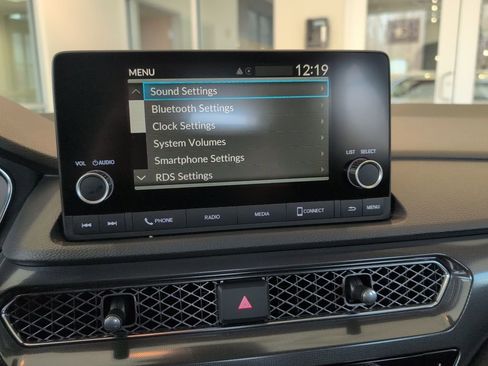 MENU 12:19
Sound Settings
Bluetooth Settings
Clock Settings
System Volumes
Smartphone Settings
RDS Settings
VOL AUDIO
LIST SELECT
PHONE RADIO MEDIA CONNECT MENU